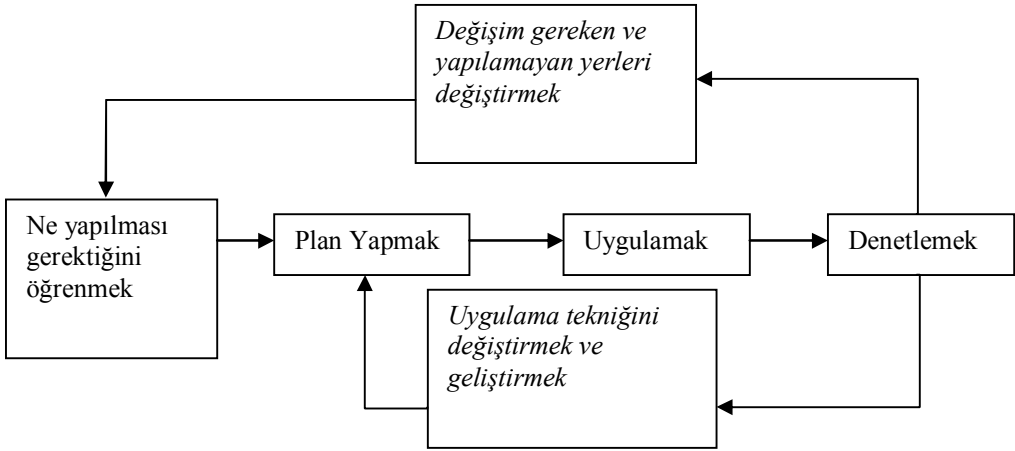 Değişim gereken ve
yapılamayan yerleri
değiştirmek
Ne yapılması
gerektiğini
öğrenmek
Plan Yapmak
Uygulamak
Denetlemek
Uygulama tekniğini
değiştirmek ve
geliştirmek